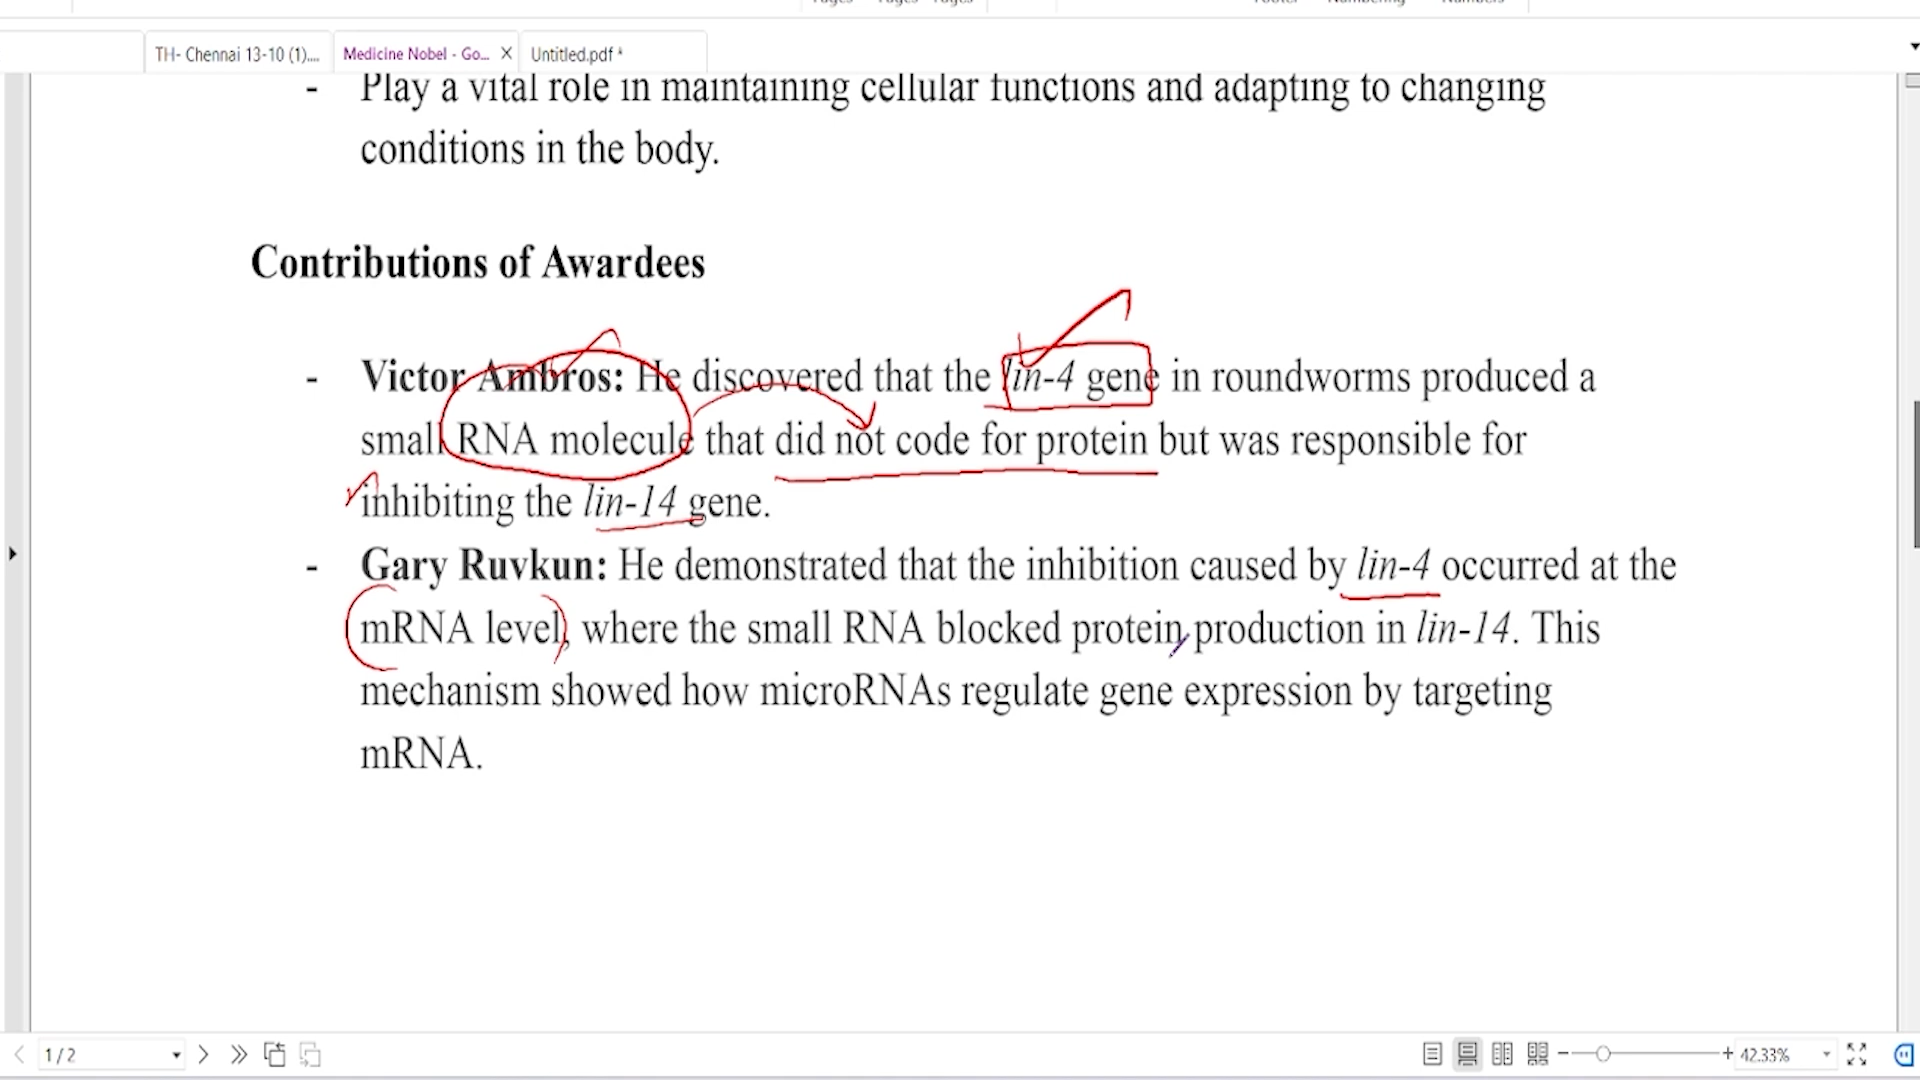 TH- Chennai 13-10 (1)....
Medicine Nobel - Go...
Untitled.pdf *
- Play a vital role in maintaining cellular functions and adapting to changing
conditions in the body.
Contributions of Awardees
- Victor Ambros: He discovered that the lin-4 gene in roundworms produced a
small RNA molecule that did not code for protein but was responsible for
inhibiting the lin-14 gene.
- Gary Ruvkun: He demonstrated that the inhibition caused by lin-4 occurred at the
mRNA level, where the small RNA blocked protein production in lin-14. This
mechanism showed how microRNAs regulate gene expression by targeting
mRNA.
1 / 2
42.33%